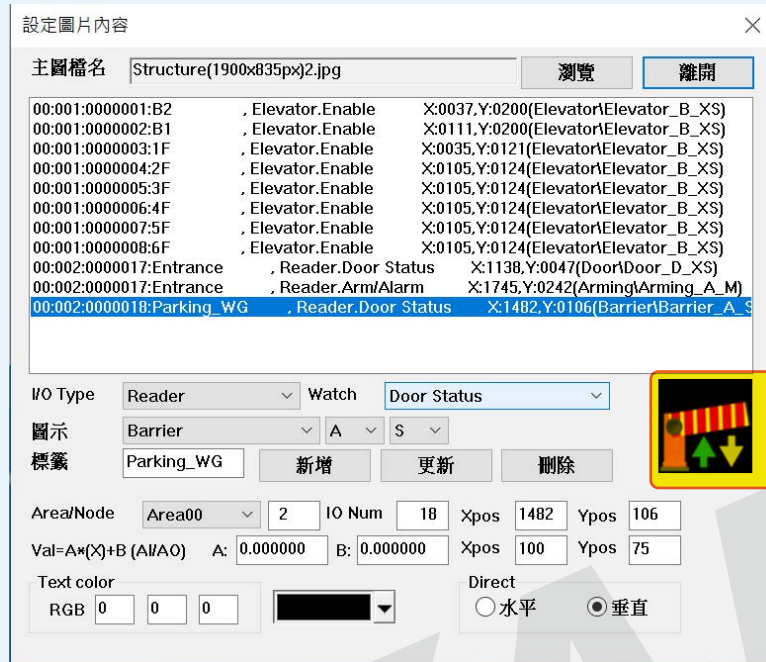 設定圖片內容
主圖檔名 Structure(1900x835px)2.jpg 瀏覽 離開
00:001:0000001:B2 , Elevator.Enable X:0037,Y:0200(Elevator\Elevator_B_XS)
00:001:0000002:B1 , Elevator.Enable X:0111,Y:0200(Elevator\Elevator_B_XS)
00:001:0000003:1F , Elevator.Enable X:0035,Y:0121(Elevator\Elevator_B_XS)
00:001:0000004:2F , Elevator.Enable X:0105,Y:0124(Elevator\Elevator_B_XS)
00:001:0000005:3F , Elevator.Enable X:0105,Y:0124(Elevator\Elevator_B_XS)
00:001:0000006:4F , Elevator.Enable X:0105,Y:0124(Elevator\Elevator_B_XS)
00:001:0000007:5F , Elevator.Enable X:0105,Y:0124(Elevator\Elevator_B_XS)
00:001:0000008:6F , Elevator.Enable X:0105,Y:0124(Elevator\Elevator_B_XS)
00:002:0000017:Entrance , Reader.Door Status X:1138,Y:0047(Door\Door_D_XS)
00:002:0000017:Entrance , Reader.Arm/Alarm X:1745,Y:0242(Arming\Arming_A_M)
00:002:0000018:Parking_WG , Reader.Door Status X:1482,Y:0106(Barrier\Barrier_A_S
I/O Type Reader Watch Door Status
圖示 Barrier A S
標籤 Parking_WG 新增 更新 刪除
Area/Node Area00 2 IO Num 18 Xpos 1482 Ypos 106
Val=A*(X)+B (AI/AO) A: 0.000000 B: 0.000000 Xpos 100 Ypos 75
Text color Direct
RGB 0 0 0 水平 垂直